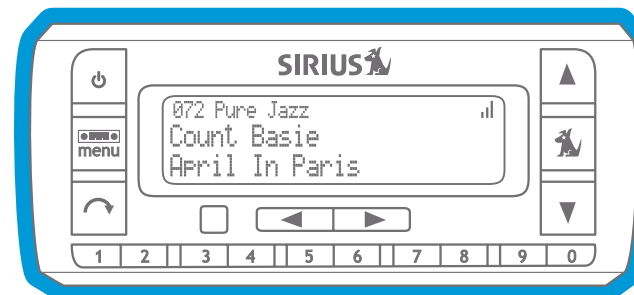 SIRIUS
072 Pure Jazz
Count Basie
April In Paris
menu
1 2 3 4 5 6 7 8 9 0